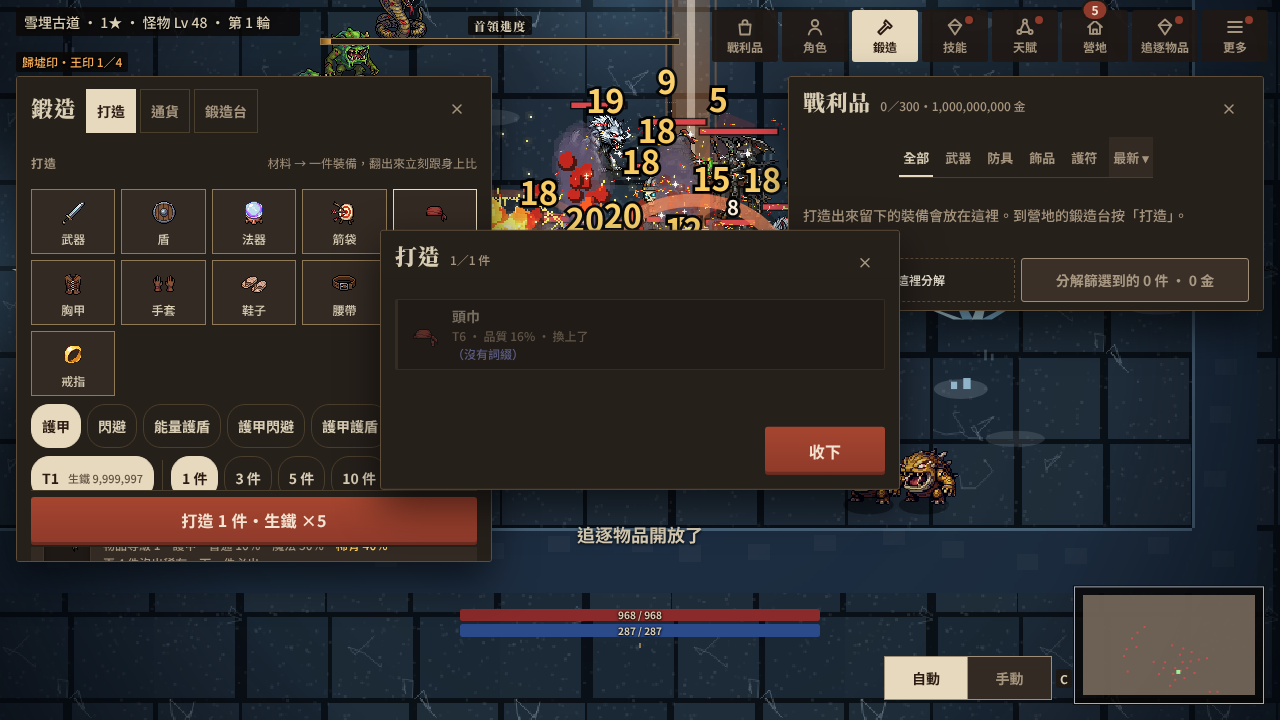 雪埋古道 · 1★ · 怪物 Lv 48 · 第 1 輪
歸墟印·王印 1／4
首領進度
戰利品
角色
鍛造
技能
天賦
5
營地
追逐物品
更多
鍛造
打造
通貨
鍛造台
打造
材料 → 一件裝備，翻出來立刻跟身上比
武器
盾
法器
箭袋
胸甲
手套
鞋子
腰帶
戒指
護甲
閃避
能量護盾
護甲閃避
護甲護盾
T1 生鐵 9,999,997
1 件
3 件
5 件
10 件
打造 1 件·生鐵 ×5
9
19
5
18
18
15
18
18
8
20
20
戰利品 0／300·1,000,000,000 金
全部
武器
防具
飾品
護符
最新 ▾
打造出來留下的裝備會放在這裡。到營地的鍛造台按「打造」。
這裡分解
分解篩選到的 0 件 · 0 金
打造 1／1 件
頭巾
T6 · 品質 16% · 換上了
（沒有詞綴）
收下
追逐物品開放了
968 / 968
287 / 287
自動
手動
C